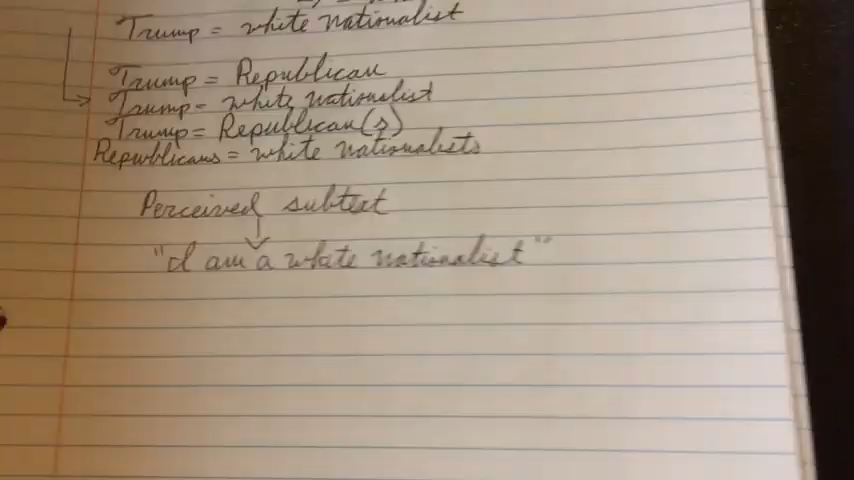 Trump = white nationalist
Trump = Republican
Trump = white nationalist
Trump = Republican(s)
Republicans = white nationalists
Perceived subtext
"I am a white nationalist"